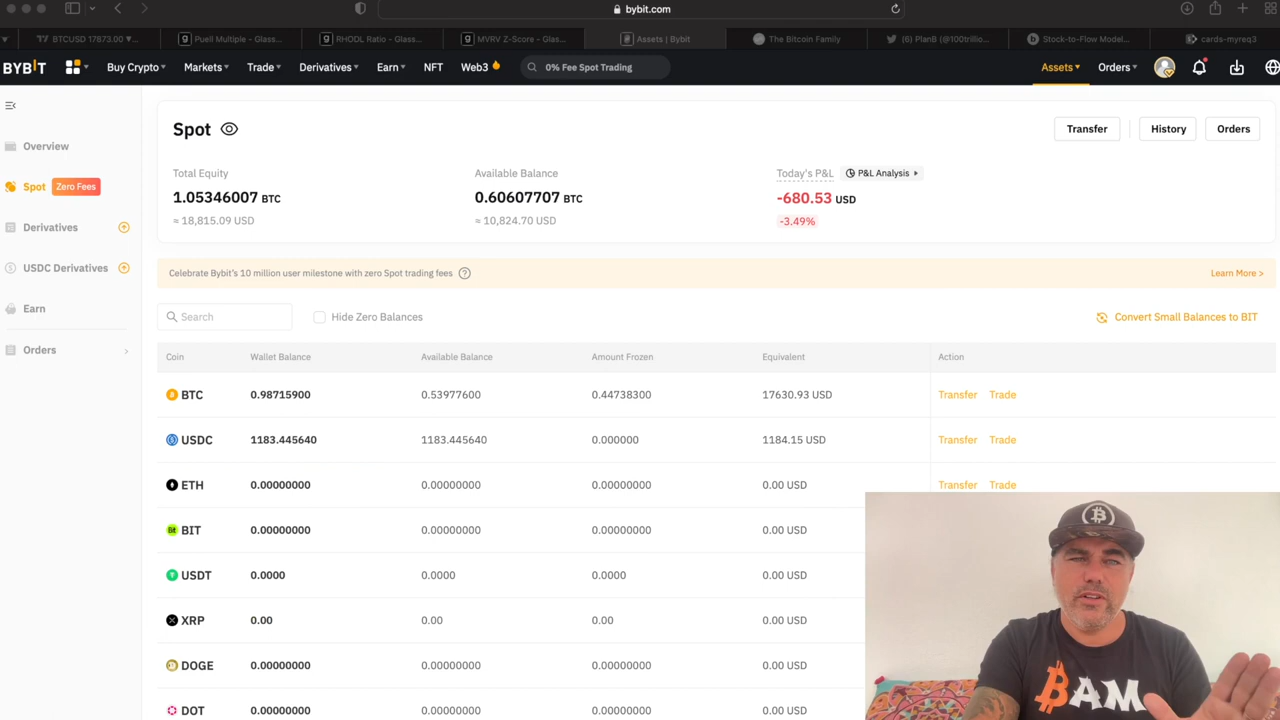 bybit.com
BTCUSD 17873.00 ▼...
Puell Multiple - Glass...
RHODL Ratio - Glass...
MVRV Z-Score - Glass...
Assets | Bybit
The Bitcoin Family
(6) PlanB (@100trillio...
Stock-to-Flow Model...
cards-myreq3
BYBIT
Buy Crypto
Markets
Trade
Derivatives
Earn
NFT
Web3
0% Fee Spot Trading
Assets
Orders
Overview
Spot Zero Fees
Derivatives
USDC Derivatives
Earn
Orders
Spot
Transfer
History
Orders
Total Equity
1.05346007 BTC
≈ 18,815.09 USD
Available Balance
0.60607707 BTC
≈ 10,824.70 USD
Today's P&L P&L Analysis
-680.53 USD
-3.49%
Celebrate Bybit's 10 million user milestone with zero Spot trading fees ?
Learn More >
Search
Hide Zero Balances
Convert Small Balances to BIT
Coin Wallet Balance Available Balance Amount Frozen Equivalent Action
BTC 0.98715900 0.53977600 0.44738300 17630.93 USD Transfer Trade
USDC 1183.445640 1183.445640 0.000000 1184.15 USD Transfer Trade
ETH 0.00000000 0.00000000 0.00000000 0.00 USD Transfer Trade
Bit BIT 0.00000000 0.00000000 0.00000000 0.00 USD
USDT 0.0000 0.0000 0.0000 0.00 USD
XRP 0.00 0.00 0.00 0.00 USD
DOGE 0.00000000 0.00000000 0.00000000 0.00 USD
DOT 0.00000000 0.00000000 0.00000000 0.00 USD
BAM